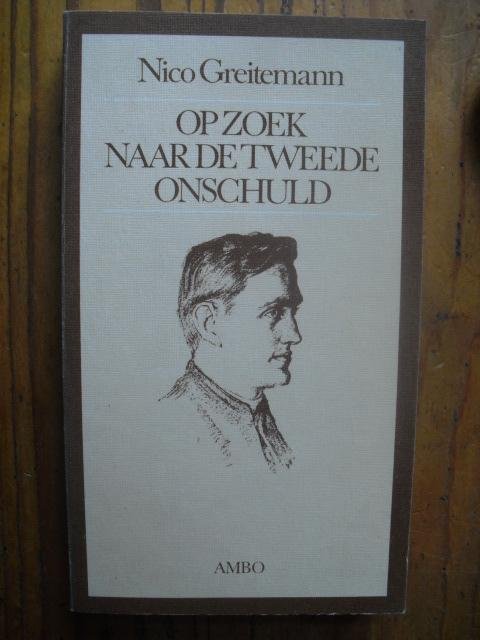 Nico Greitemann
OP ZOEK
NAAR DE TWEEDE
ONSCHULD
AMBO